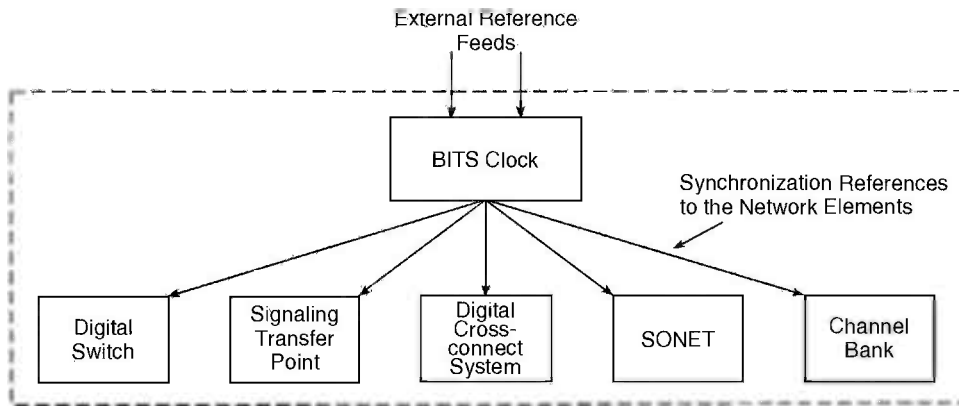 External Reference
Feeds
BITS Clock
Synchronization References
to the Network Elements
Digital
Switch
Signaling
Transfer
Point
Digital
Cross-
connect
System
SONET
Channel
Bank